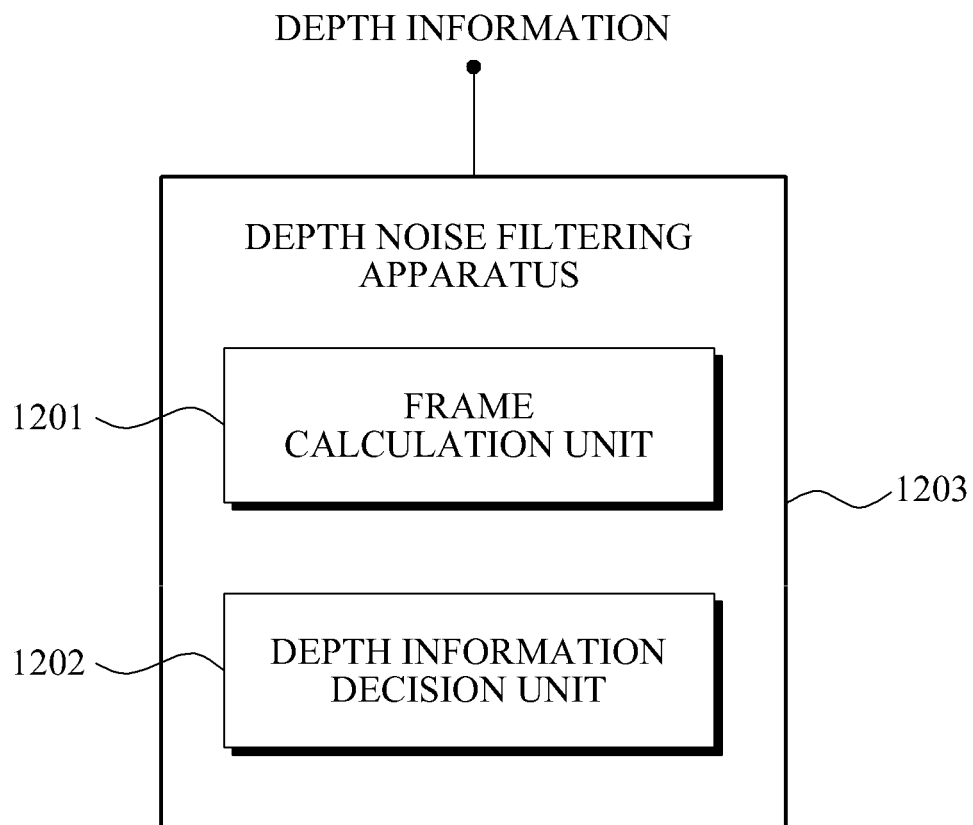 DEPTH INFORMATION
DEPTH NOISE FILTERING
APPARATUS
1201
FRAME
CALCULATION UNIT
1203
1202
DEPTH INFORMATION
DECISION UNIT